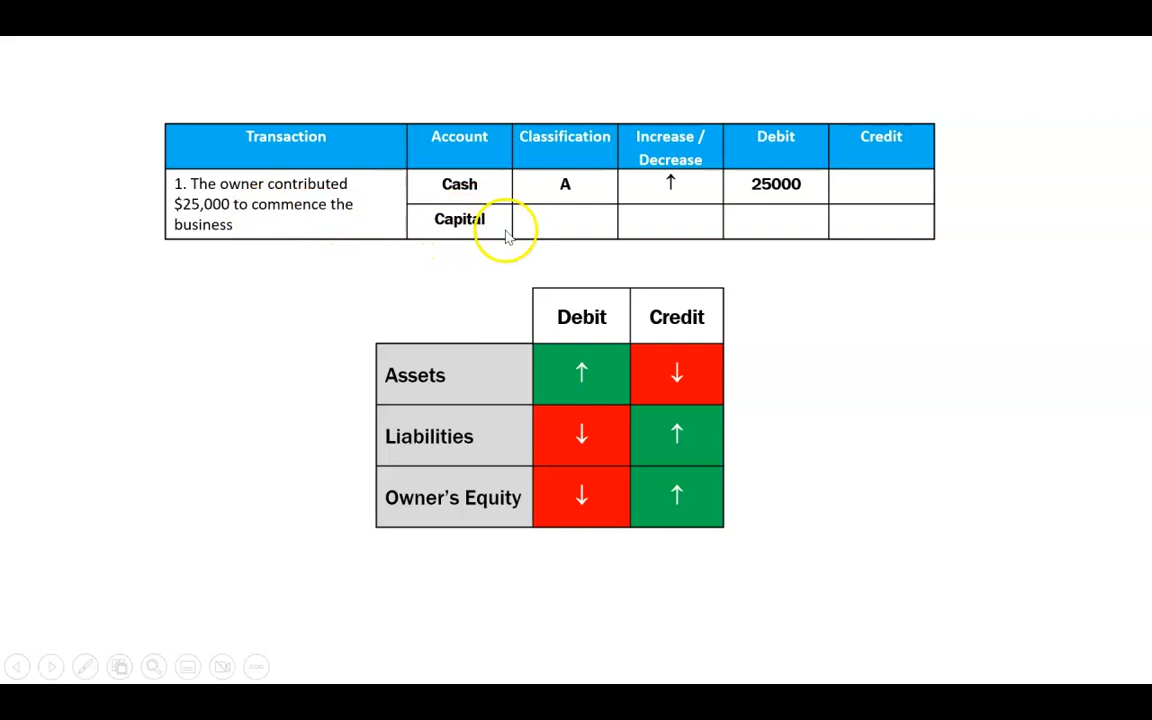 Transaction Account Classification Increase / Decrease Debit Credit
1. The owner contributed
$25,000 to commence the
business
Cash A ↑ 25000
Capital
Debit Credit
Assets ↑ ↓
Liabilities ↓ ↑
Owner's Equity ↓ ↑